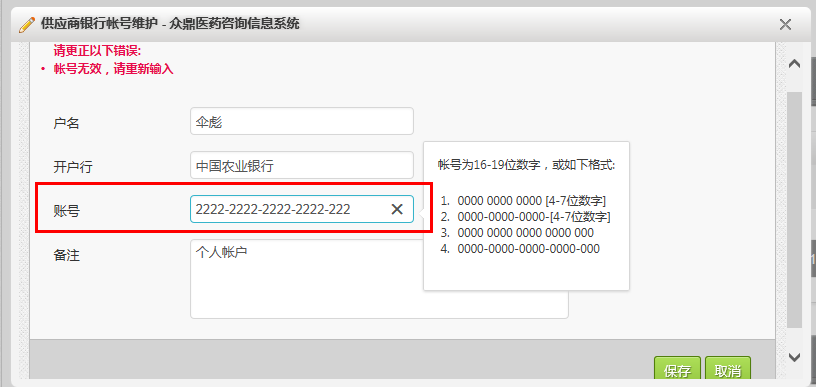 供应商银行帐号维护 - 众鼎医药咨询信息系统
请更正以下错误:
• 帐号无效，请重新输入
户名
伞彪
开户行
中国农业银行
账号
2222-2222-2222-2222-222
帐号为16-19位数字，或如下格式:
1. 0000 0000 0000 [4-7位数字]
2. 0000-0000-0000-[4-7位数字]
3. 0000 0000 0000 0000 000
4. 0000-0000-0000-0000-000
备注
个人帐户
保存
取消